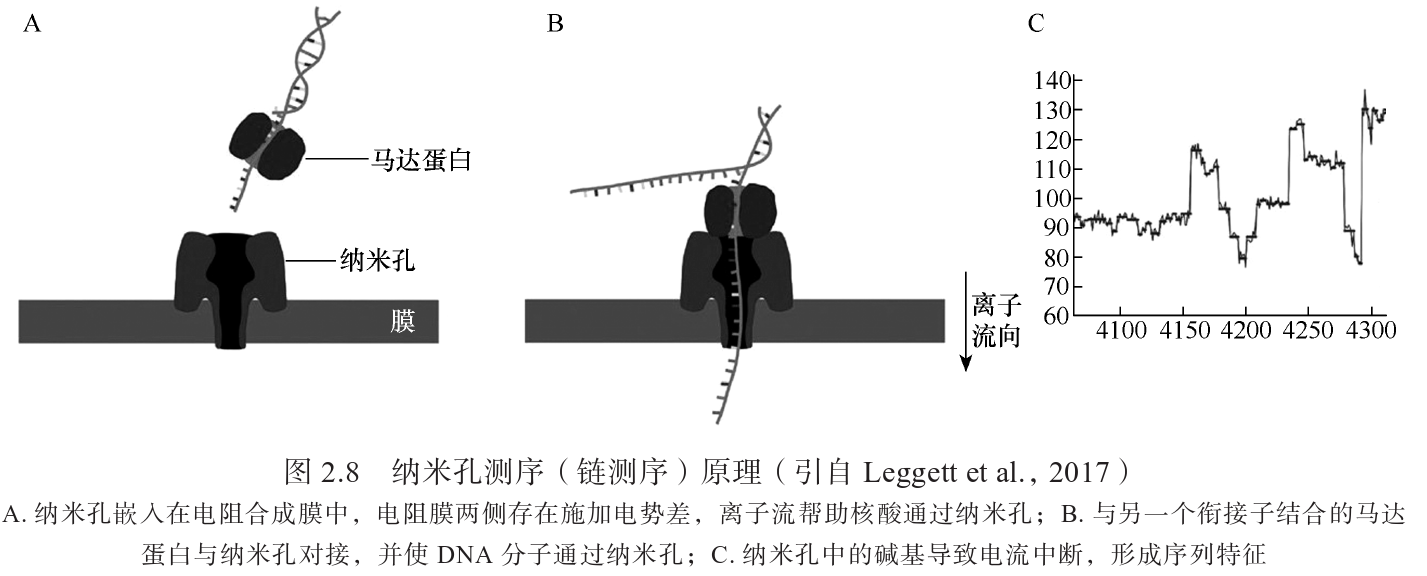 A
B
C
马达蛋白
纳米孔
膜
离子
流向
140
130
120
110
100
90
80
70
60
4100 4150 4200 4250 4300
图 2.8 纳米孔测序（链测序）原理（引自 Leggett et al., 2017）
A. 纳米孔嵌入在电阻合成膜中，电阻膜两侧存在施加电势差，离子流帮助核酸通过纳米孔；B. 与另一个衔接子结合的马达
蛋白与纳米孔对接，并使 DNA 分子通过纳米孔；C. 纳米孔中的碱基导致电流中断，形成序列特征